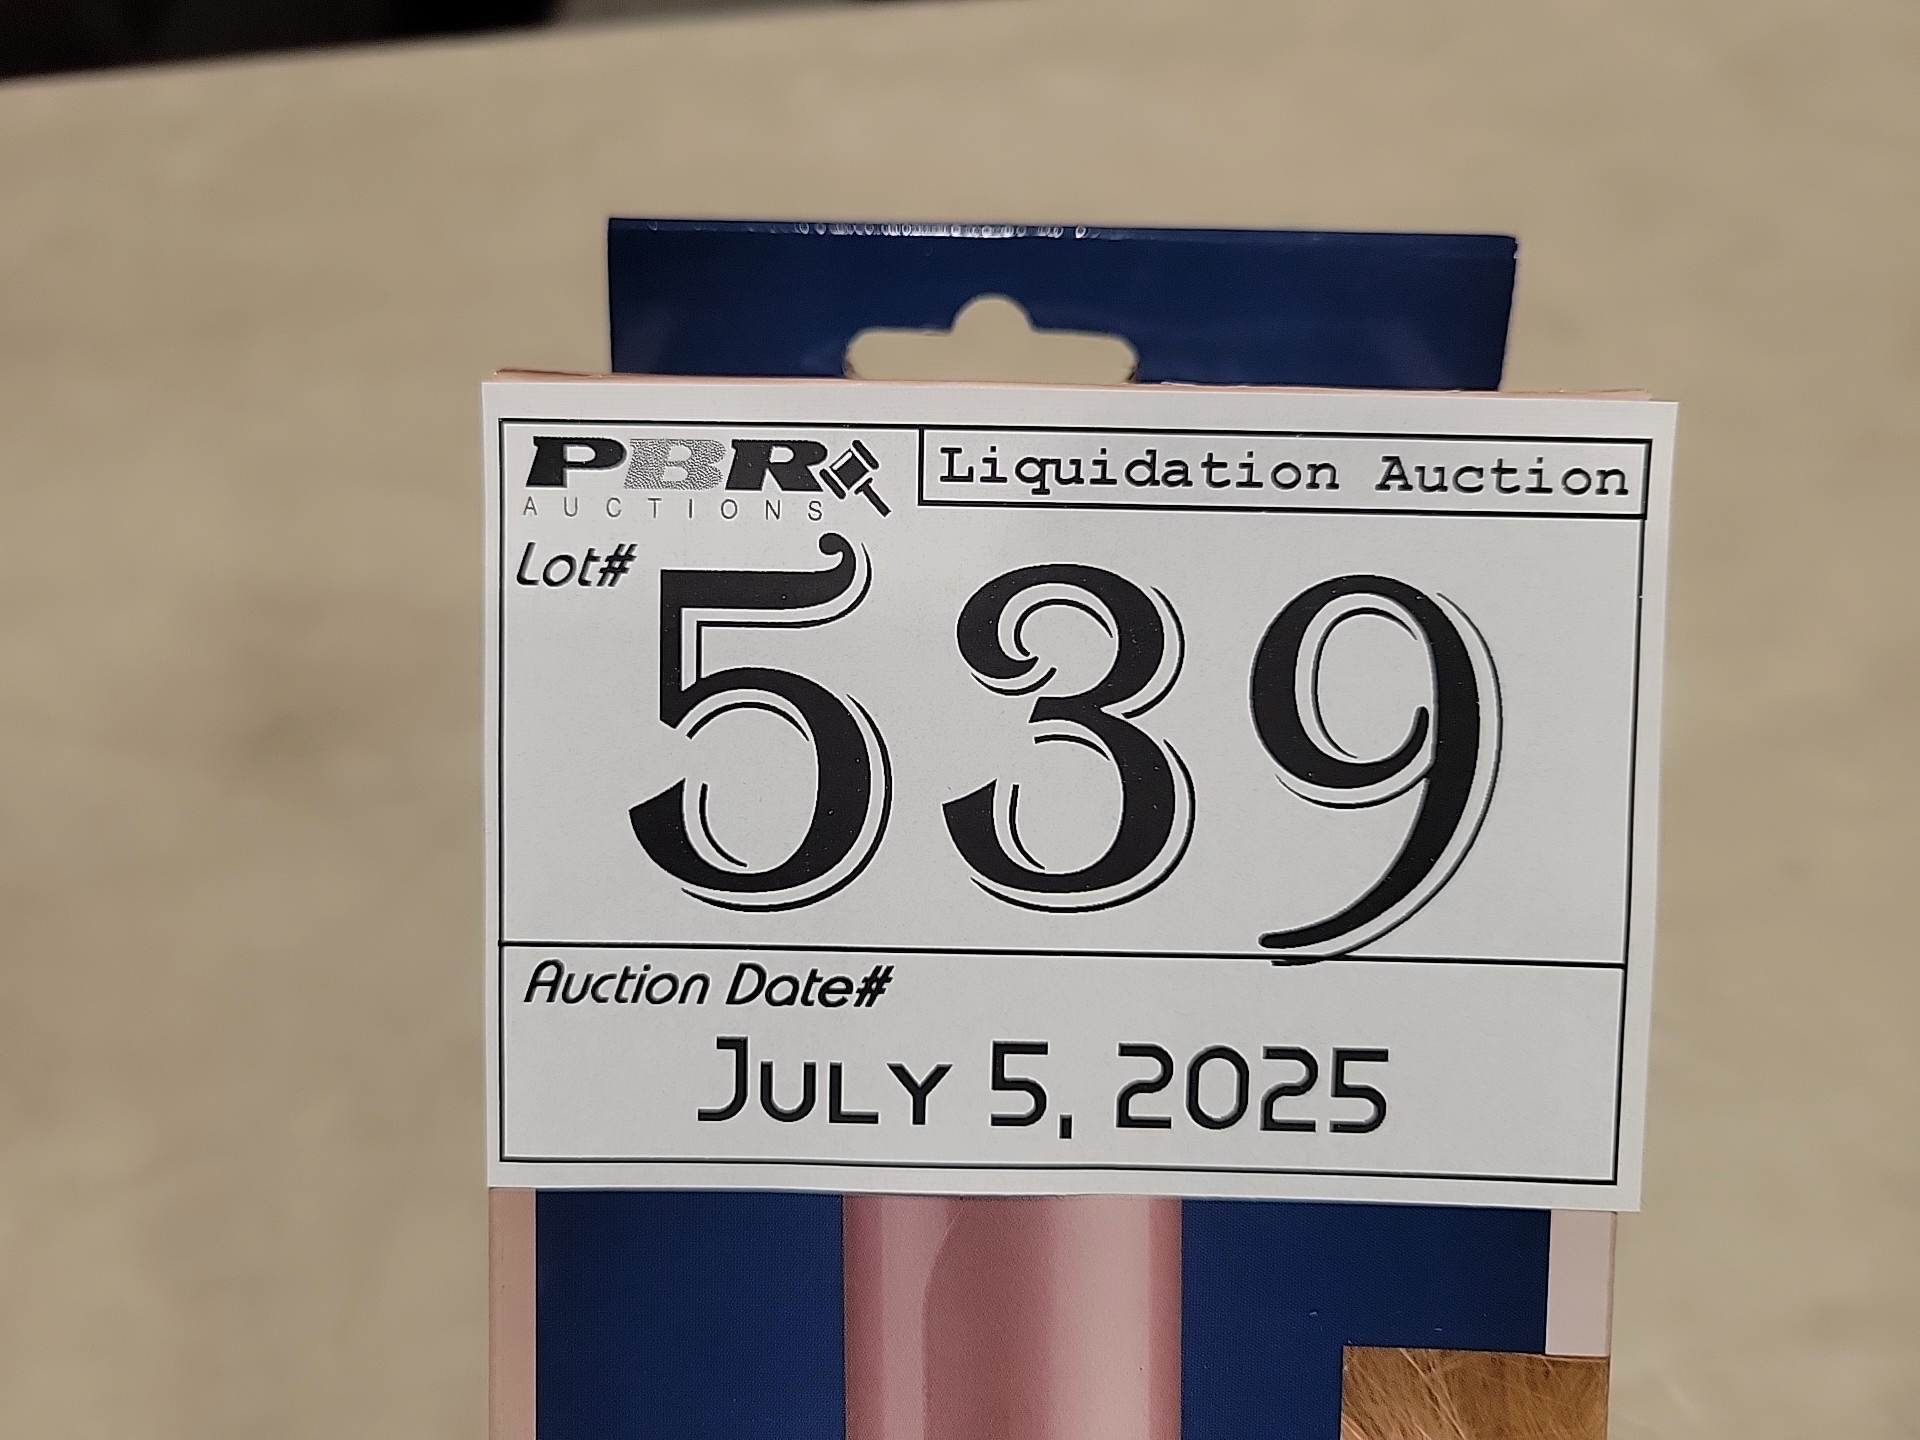 PBR
AUCTIONS
Liquidation Auction
Lot#
539
Auction Date#
July 5, 2025